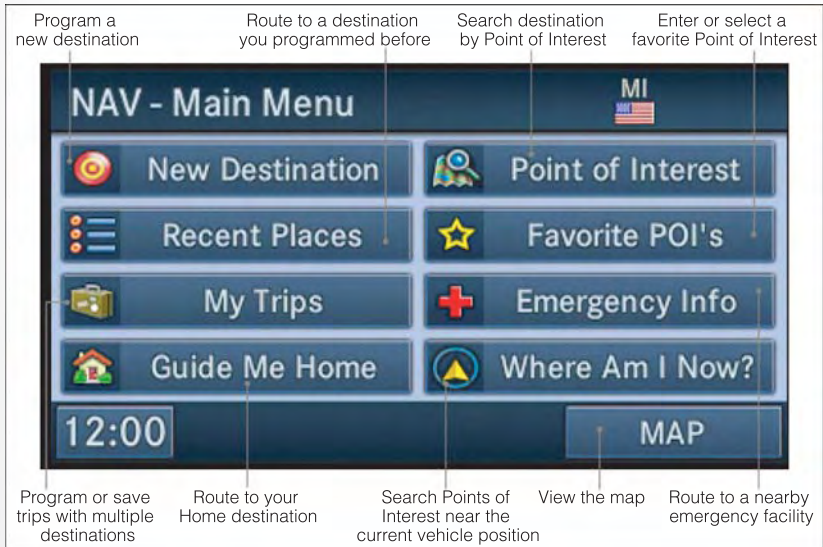 Program a
new destination
Route to a destination
you programmed before
Search destination
by Point of Interest
Enter or select a
favorite Point of Interest
NAV - Main Menu
MI
New Destination
Point of Interest
Recent Places
Favorite POI's
My Trips
Emergency Info
Guide Me Home
Where Am I Now?
12:00
MAP
Program or save
trips with multiple
destinations
Route to your
Home destination
Search Points of
Interest near the
current vehicle position
View the map
Route to a nearby
emergency facility